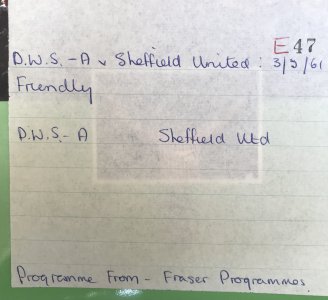 E47
D.W.S.-A v Sheffield United : 3/5/61
Friendly
D.W.S.- A Sheffield Utd
Programme From - Fraser Programmes.